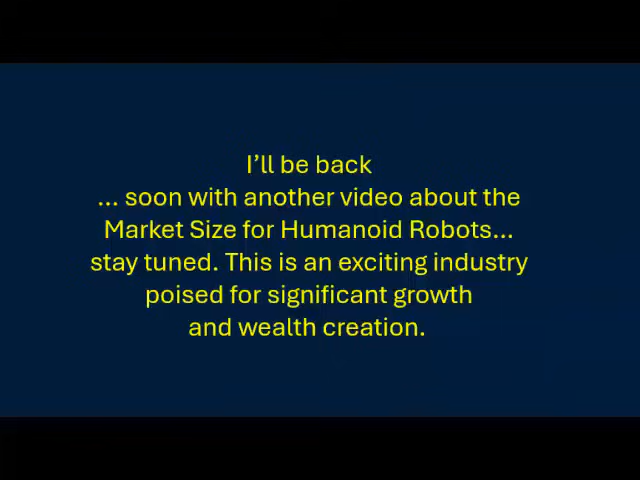 I’ll be back
... soon with another video about the
Market Size for Humanoid Robots...
stay tuned. This is an exciting industry
poised for significant growth
and wealth creation.